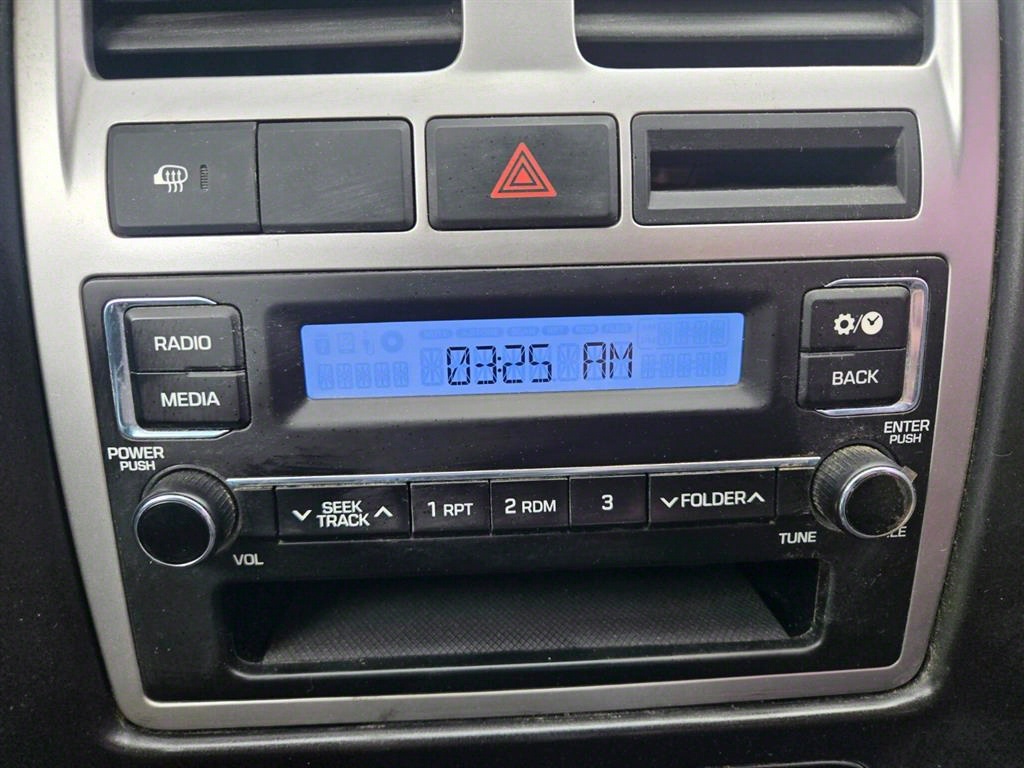 03:25 AM
RADIO
MEDIA
BACK
POWER
PUSH
ENTER
PUSH
SEEK
TRACK
1 RPT
2 RDM
3
FOLDER
VOL
TUNE